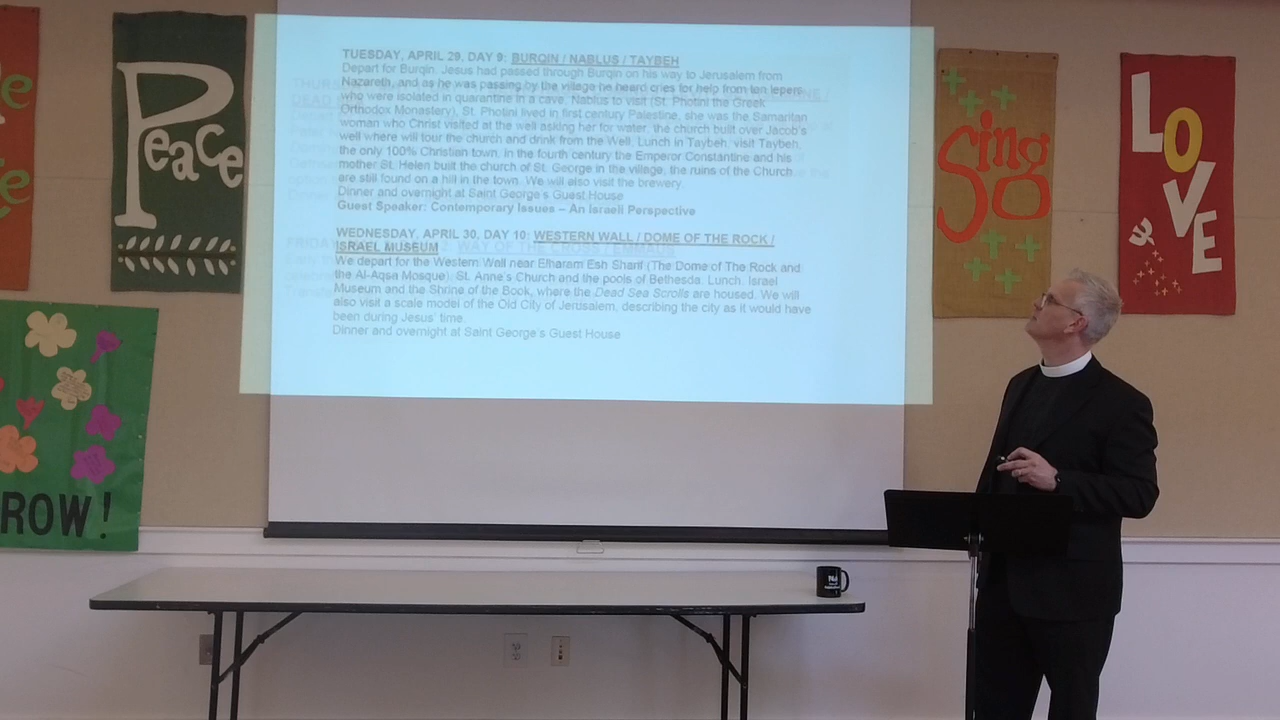 Peace
TUESDAY, APRIL 29, DAY 9: BURQIN / NABLUS / TAYBEH
Depart for Burqin. Jesus had passed through Burqin on his way to Jerusalem from
Nazareth, and as he was passing by the village he heard cries for help from ten lepers
who were isolated in quarantine in a cave. Nablus to visit (St. Photini the Greek
Orthodox Monastery), St. Photini lived in first century Palestine, she was the Samaritan
woman who Christ visited at the well asking her for water, the church built over Jacob's
well where will tour the church and drink from the Well, Lunch in Taybeh, visit Taybeh,
the only 100% Christian town, in the fourth century the Emperor Constantine and his
mother St. Helen built the church of St. George in the village, the ruins of the Church
are still found on a hill in the town. We will also visit the brewery.
Dinner and overnight at Saint George's Guest House
Guest Speaker: Contemporary Issues – An Israeli Perspective
WEDNESDAY, APRIL 30, DAY 10: WESTERN WALL / DOME OF THE ROCK /
ISRAEL MUSEUM
We depart for the Western Wall near Elharam Esh Sharif (The Dome of The Rock and
the Al-Aqsa Mosque), St. Anne's Church and the pools of Bethesda. Lunch. Israel
Museum and the Shrine of the Book, where the Dead Sea Scrolls are housed. We will
also visit a scale model of the Old City of Jerusalem, describing the city as it would have
been during Jesus' time.
Dinner and overnight at Saint George's Guest House
Sing
LOVE
ROW!